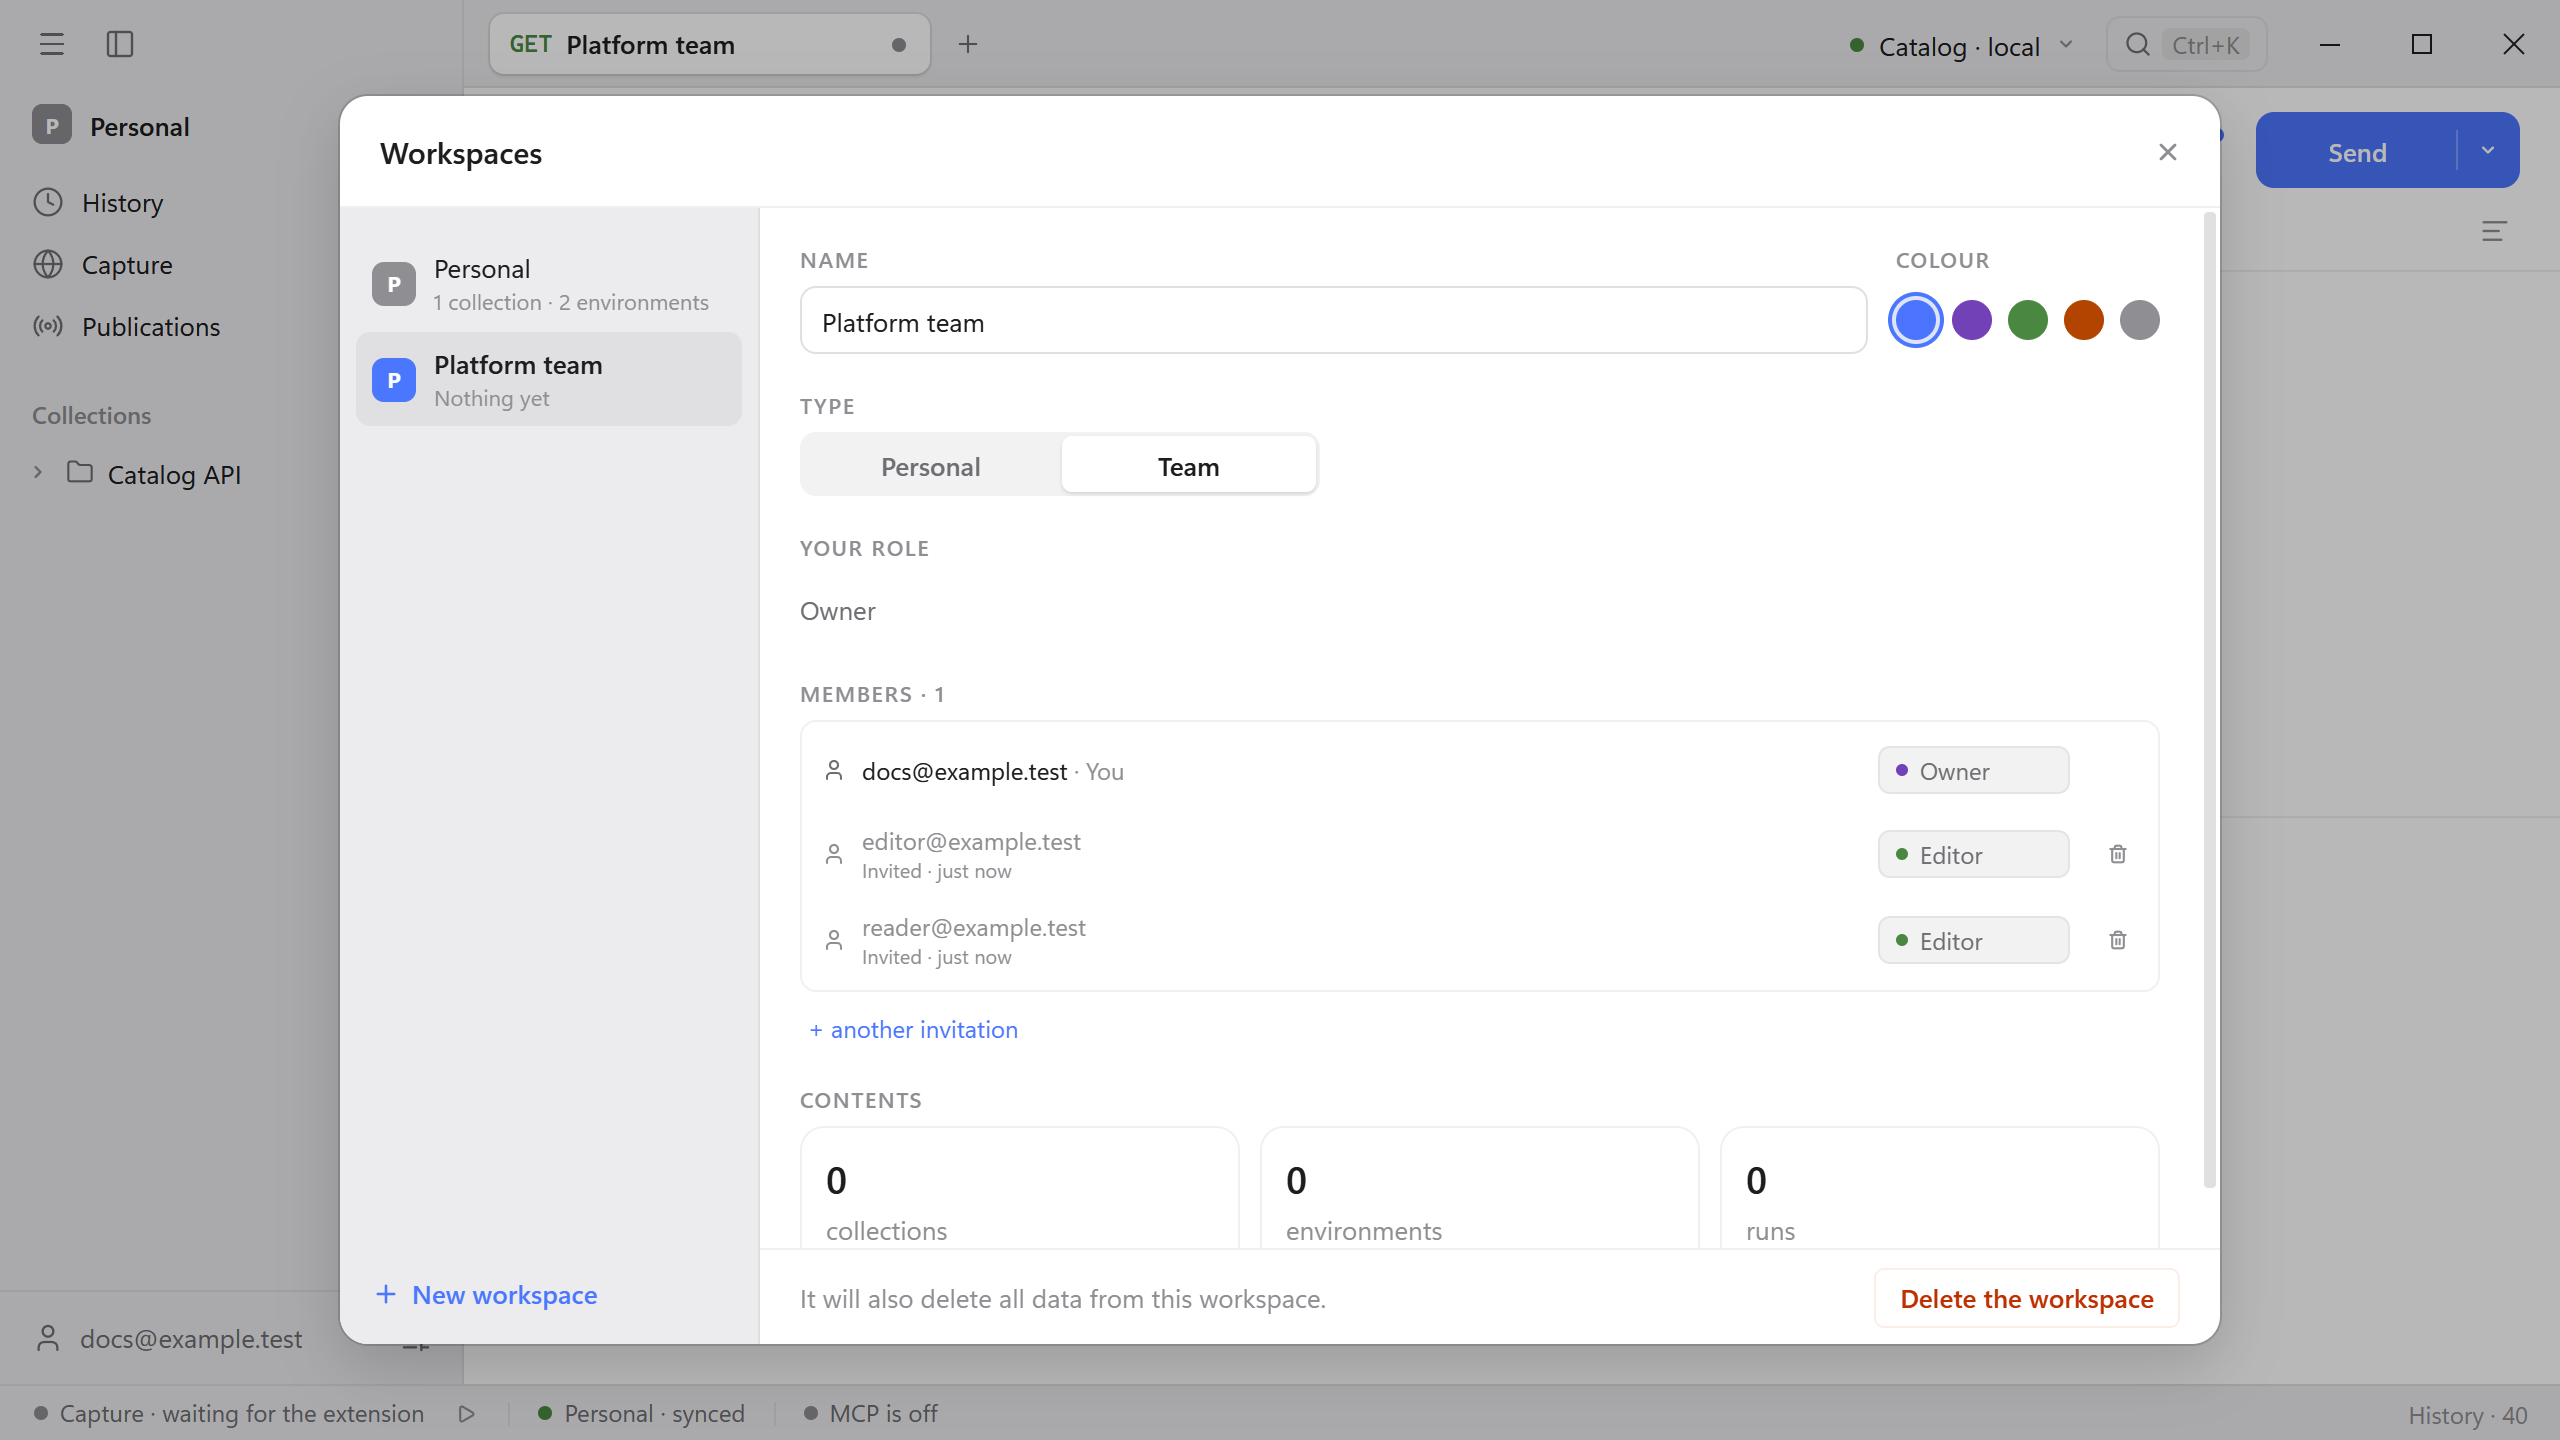 GET Platform team
Catalog · local
Ctrl+K
P Personal
History
Capture
Publications
Collections
Catalog API
docs@example.test
Send
Workspaces
P Personal
1 collection · 2 environments
P Platform team
Nothing yet
+ New workspace
NAME
COLOUR
Platform team
TYPE
Personal
Team
YOUR ROLE
Owner
MEMBERS · 1
docs@example.test · You
Owner
editor@example.test
Invited · just now
Editor
reader@example.test
Invited · just now
Editor
+ another invitation
CONTENTS
0
collections
0
environments
0
runs
It will also delete all data from this workspace.
Delete the workspace
Capture · waiting for the extension
Personal · synced
MCP is off
History · 40